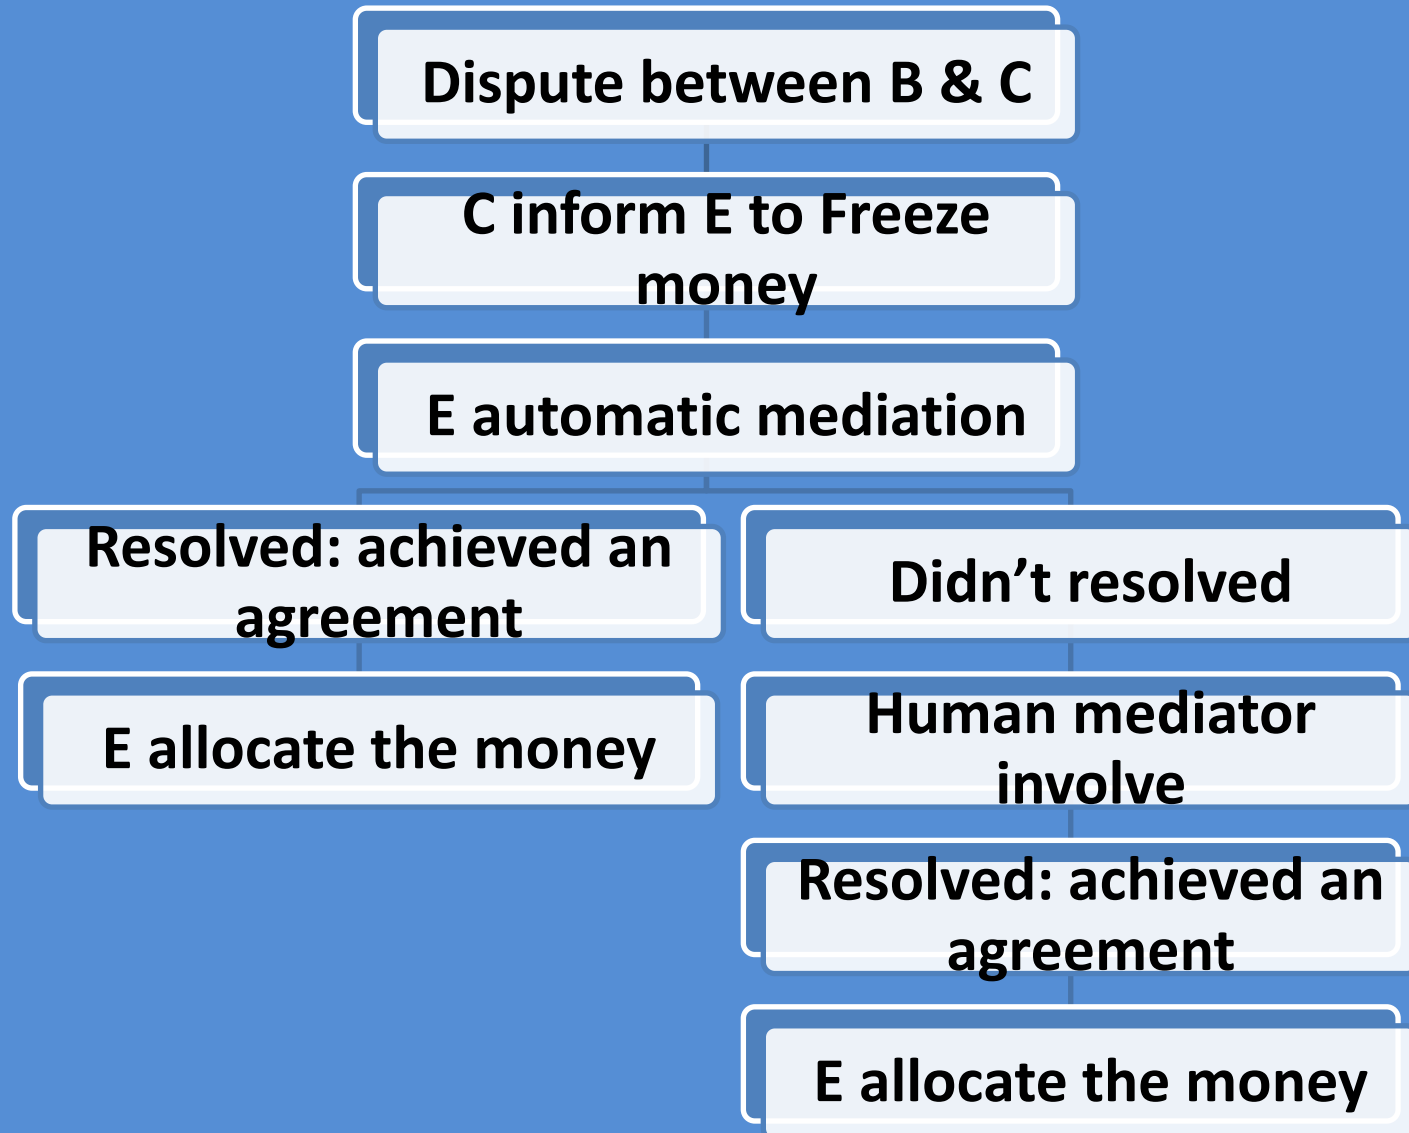 Dispute between B & C
C inform E to Freeze
money
E automatic mediation
Resolved: achieved an
agreement
Didn’t resolved
E allocate the money
Human mediator
involve
Resolved: achieved an
agreement
E allocate the money